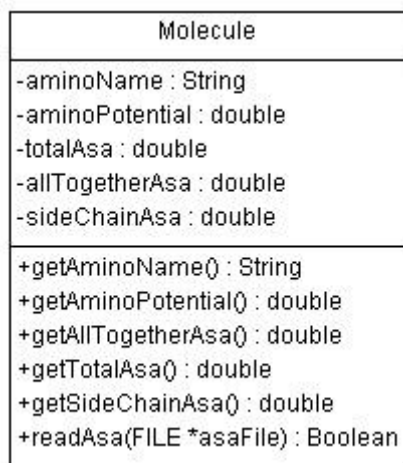 Molecule
-aminoName : String
-aminoPotential : double
-totalAsa : double
-allTogetherAsa : double
-sideChainAsa : double
+getAminoName() : String
+getAminoPotential() : double
+getAllTogetherAsa() : double
+getTotalAsa() : double
+getSideChainAsa() : double
+readAsa(FILE *asaFile) : Boolean